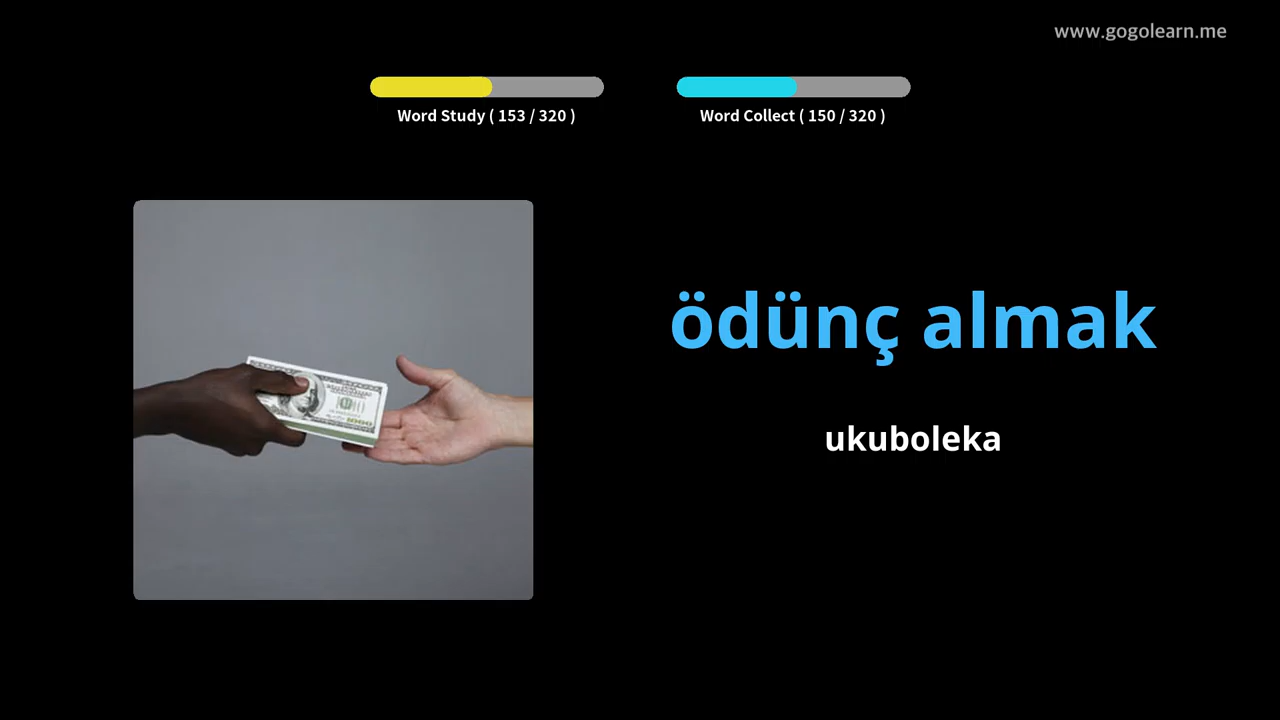 www.gogolearn.me
Word Study ( 153 / 320 )
Word Collect ( 150 / 320 )
ödünç almak
ukuboleka